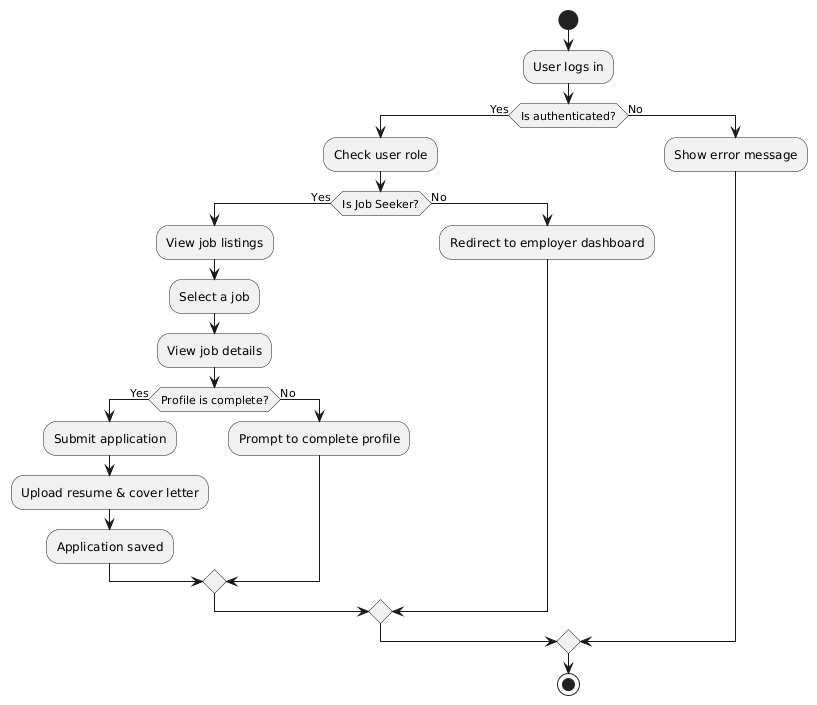 User logs in
Yes
Is authenticated?
No
Check user role
Show error message
Yes
Is Job Seeker?
No
View job listings
Redirect to employer dashboard
Select a job
View job details
Yes
Profile is complete?
No
Submit application
Prompt to complete profile
Upload resume & cover letter
Application saved